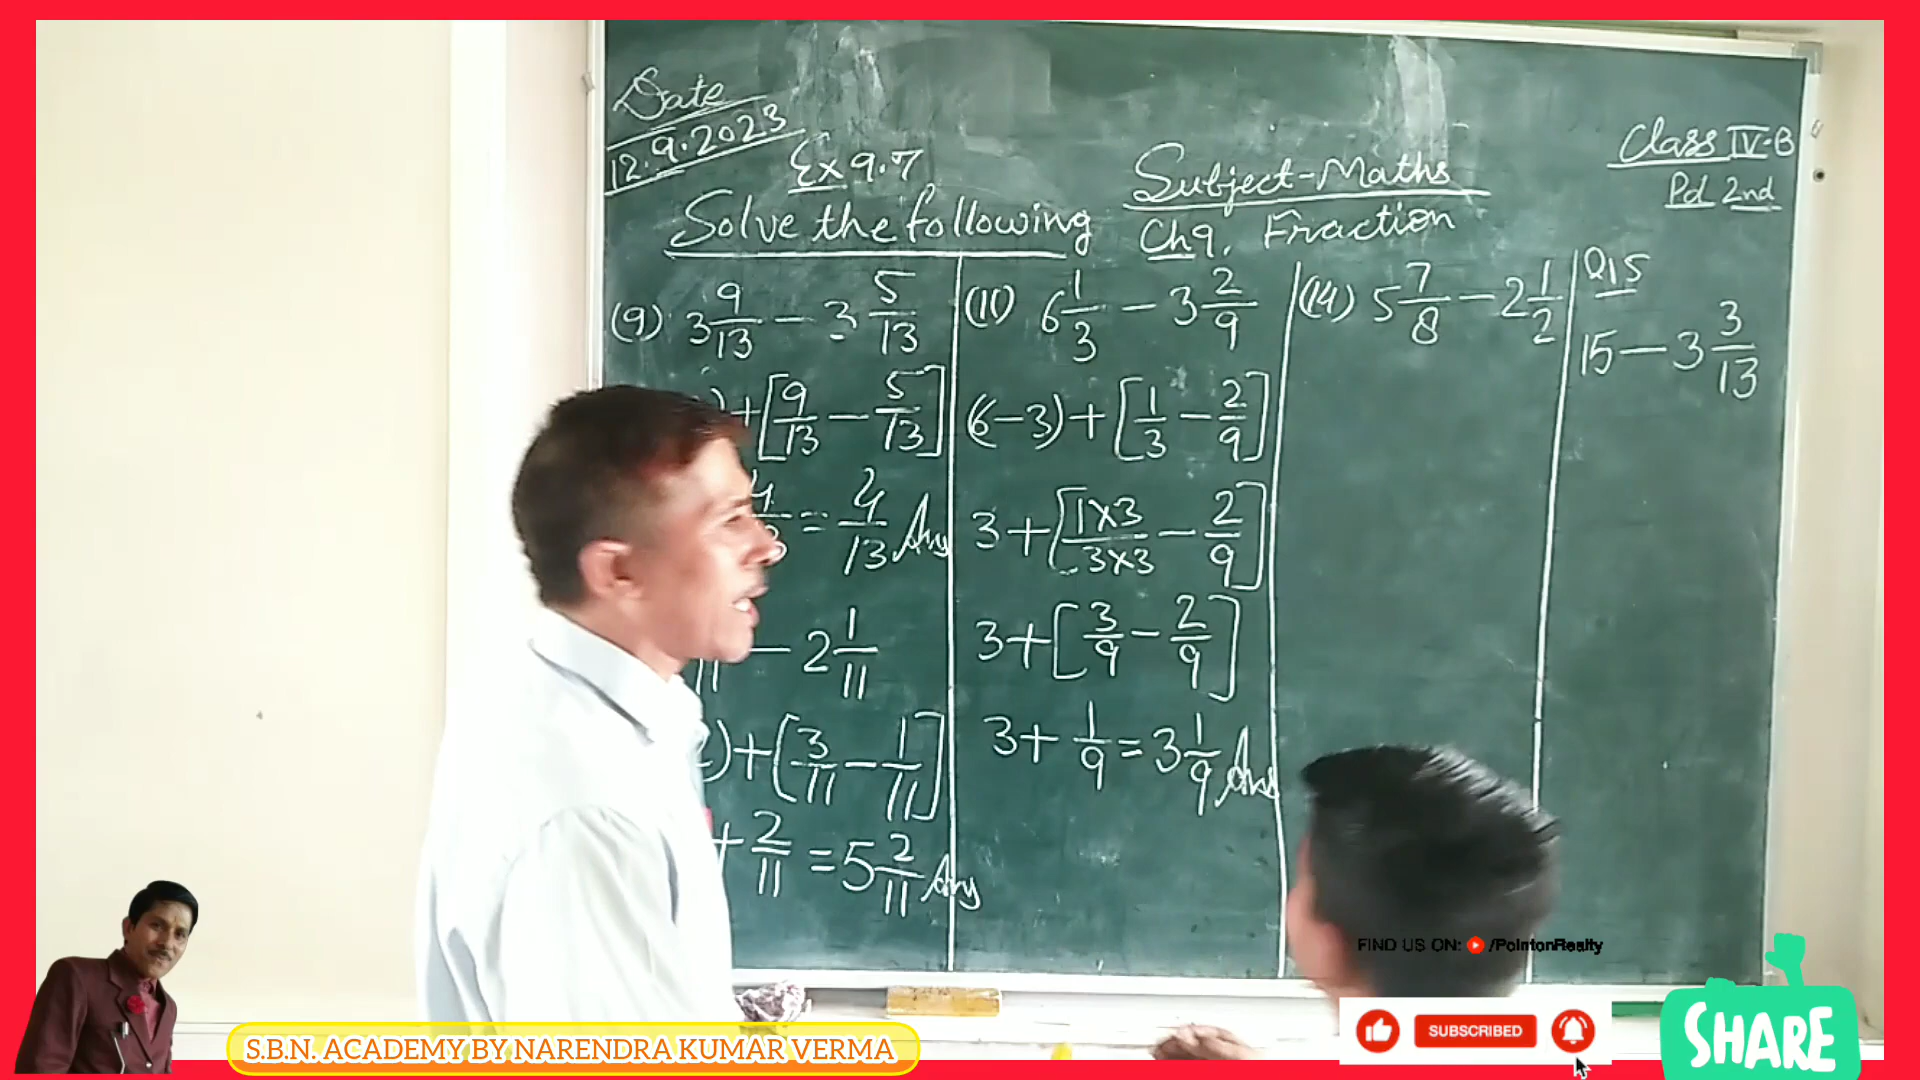 Date
12.9.2023
Ex 9.7
Subject-Maths
Class IV-B
Pd 2nd
Solve the following
Ch 9. Fraction
(9) 3 9/13 - 3 5/13
) + [9/13 - 5/13]
= 4/13 Ans
- 2 1/11
) + (3/11 - 1/11]
+ 2/11 = 5 2/11 Ans
(11) 6 1/3 - 3 2/9
(6-3) + [1/3 - 2/9]
3 + [1×3/3×3 - 2/9]
3 + [3/9 - 2/9]
3 + 1/9 = 3 1/9 Ans
(14) 5 7/8 - 2 1/2
Q15
15 - 3 3/13
FIND US ON: /PointonRealty
SUBSCRIBED
SHARE
S.B.N. ACADEMY BY NARENDRA KUMAR VERMA